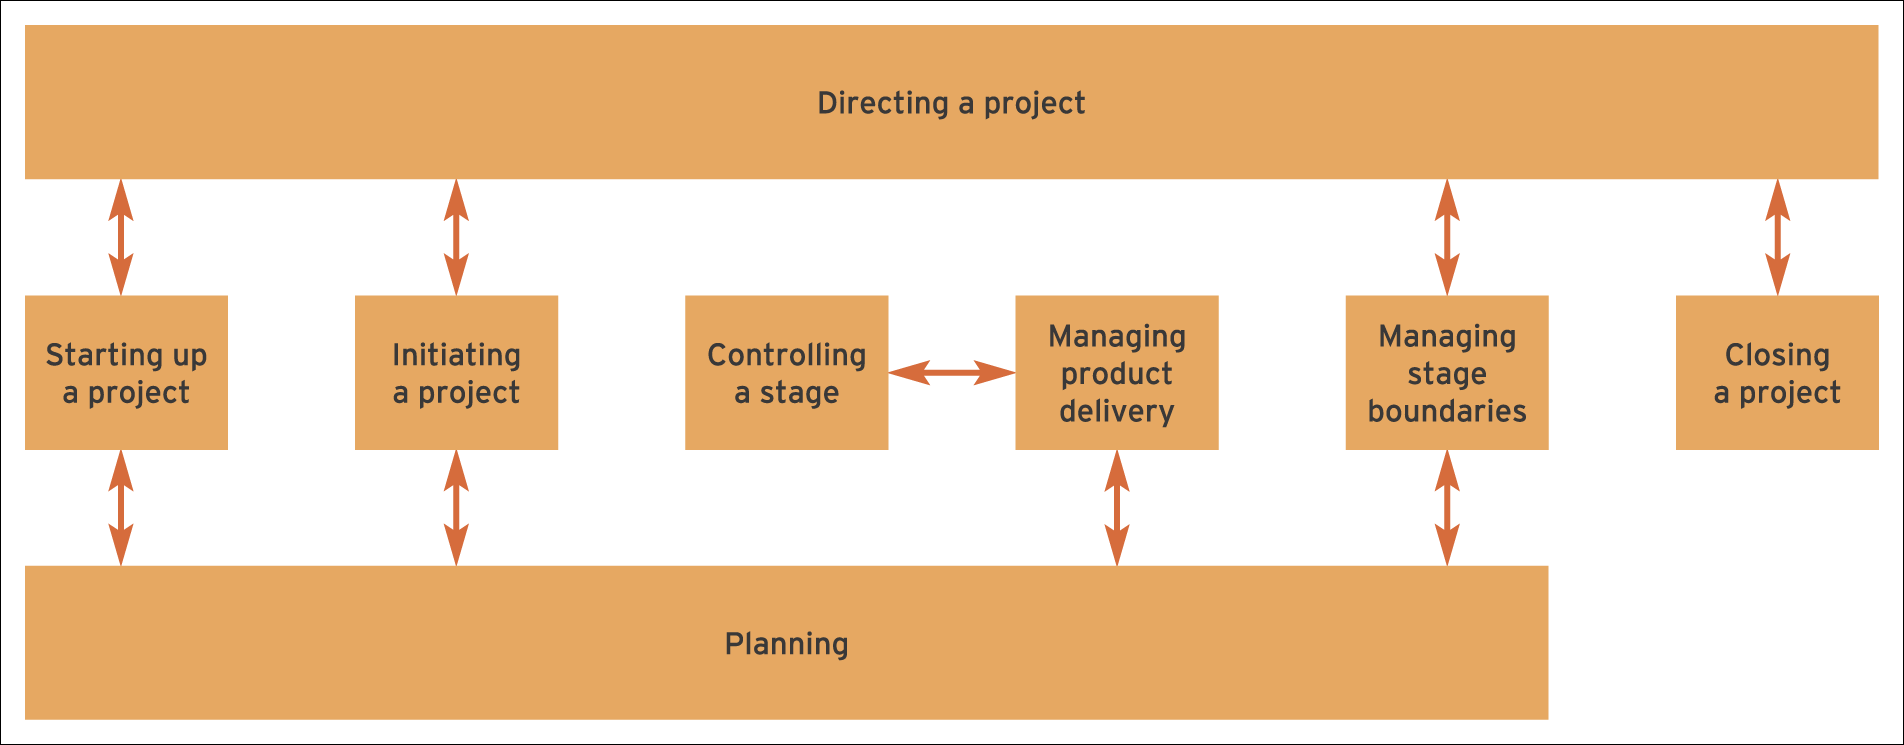 Directing a project
Starting up
a project
Initiating
a project
Controlling
a stage
Managing
product
delivery
Managing
stage
boundaries
Closing
a project
Planning